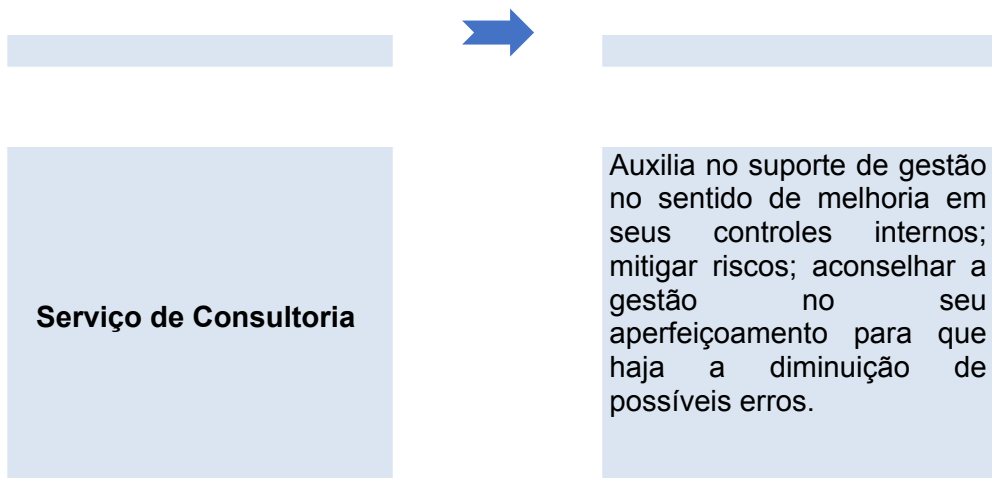 Serviço de Consultoria
Auxilia no suporte de gestão
no sentido de melhoria em
seus controles internos;
mitigar riscos; aconselhar a
gestão no seu
aperfeiçoamento para que
haja a diminuição de
possíveis erros.